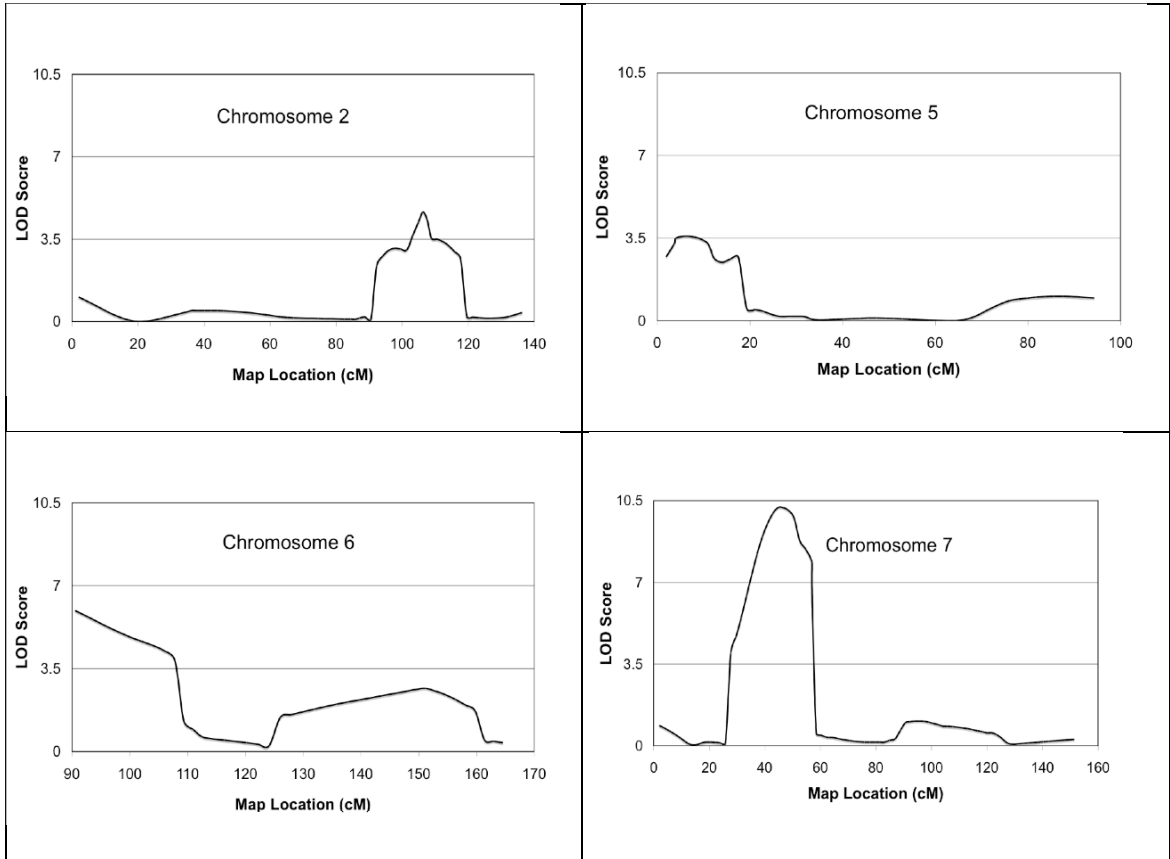 10.5
Chromosome 2
7
LOD Socre
3.5
0
0 20 40 60 80 100 120 140
Map Location (cM)
10.5
Chromosome 5
7
LOD Score
3.5
0
0 20 40 60 80 100
Map Location (cM)
10.5
Chromosome 6
7
LOD Score
3.5
0
90 100 110 120 130 140 150 160 170
Map Location (cM)
10.5
Chromosome 7
7
LOD Score
3.5
0
0 20 40 60 80 100 120 140 160
Map Location (cM)